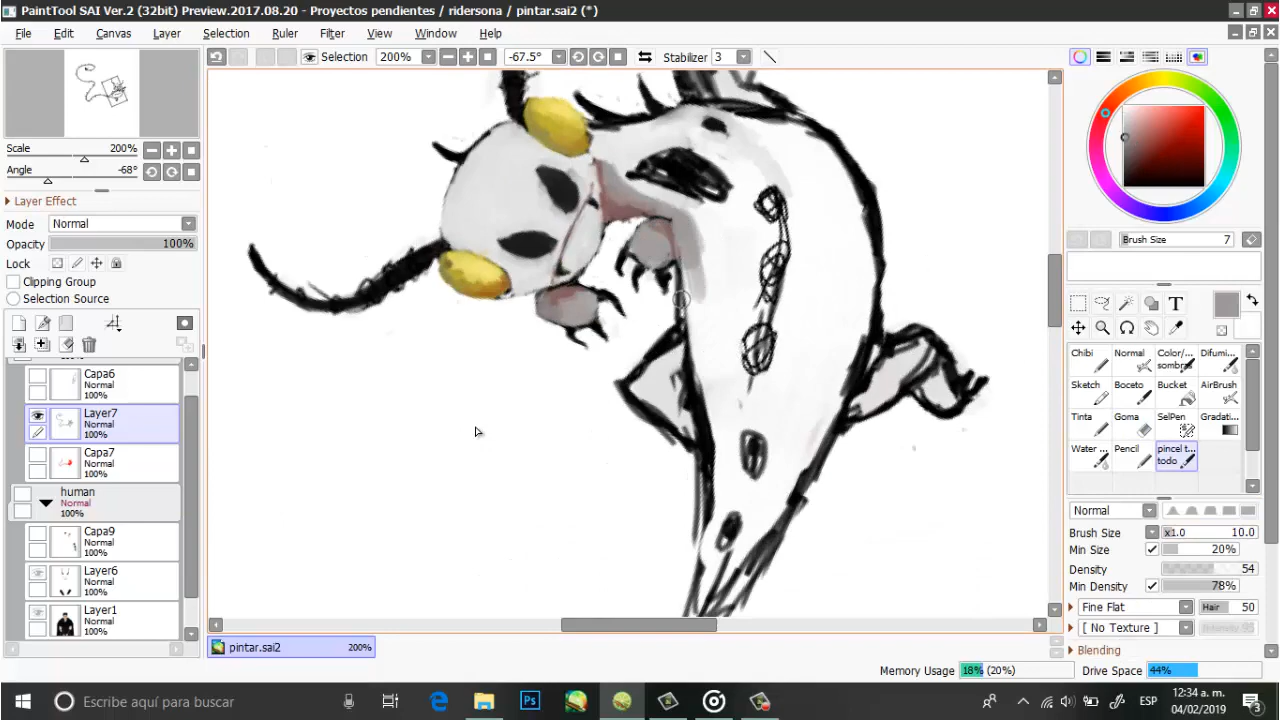 PaintTool SAI Ver.2 (32bit) Preview.2017.08.20 - Proyectos pendientes / ridersona / pintar.sai2 (*)
File Edit Canvas Layer Selection Ruler Filter View Window Help
Selection 200% -67.5° Stabilizer 3
Scale 200%
Angle -68°
Layer Effect
Mode Normal
Opacity 100%
Lock
Clipping Group
Selection Source
Capa6
Normal
100%
Layer7
Normal
100%
Capa7
Normal
100%
human
Normal
100%
Capa9
Normal
100%
Layer6
Normal
100%
Layer1
Normal
100%
Brush Size 7
T
Chibi Normal Color/... sombra Difumi...
Sketch Boceto Bucket AirBrush
Tinta Goma SelPen Gradati...
Water ... Pencil pincel t... todo
Normal
Brush Size x1.0 10.0
Min Size 20%
Density 54
Min Density 78%
Fine Flat Hair 50
[ No Texture ] Intensity 95
Blending
pintar.sai2 200%
Memory Usage 18% (20%) Drive Space 44%
Escribe aquí para buscar
Ps
ESP
12:34 a. m.
04/02/2019
3